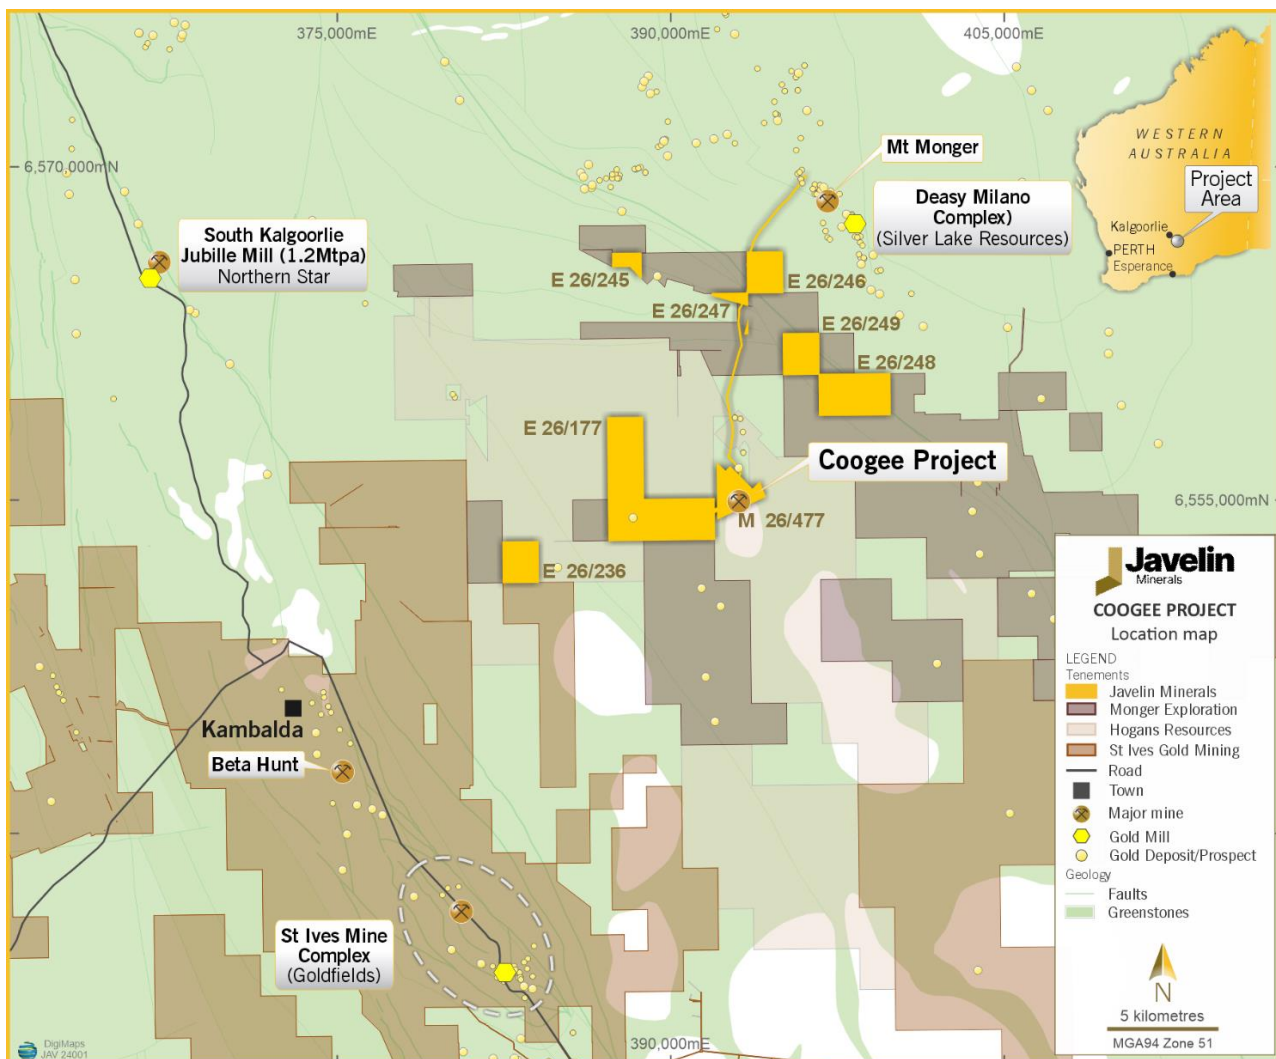 375,000mE
390,000mE
405,000mE
6,570,000mN
Mt Monger
Deasy Milano
Complex)
(Silver Lake Resources)
WESTERN
AUSTRALIA
Project
Area
Kalgoorlie
PERTH
Esperance
South Kalgoorlie
Jubille Mill (1.2Mtpa)
Northern Star
E 26/245
E 26/246
E 26/247
E 26/249
E 26/248
E 26/177
Coogee Project
6,555,000mN
M 26/477
E 26/236
Kambalda
Beta Hunt
St Ives Mine
Complex
(Goldfields)
Javelin
Minerals
COOGEE PROJECT
Location map
LEGEND
Tenements
Javelin Minerals
Monger Exploration
Hogans Resources
St Ives Gold Mining
Road
Town
Major mine
Gold Mill
Gold Deposit/Prospect
Geology
Faults
Greenstones
N
5 kilometres
MGA94 Zone 51
390,000mE
DigiMaps
JAV 24001